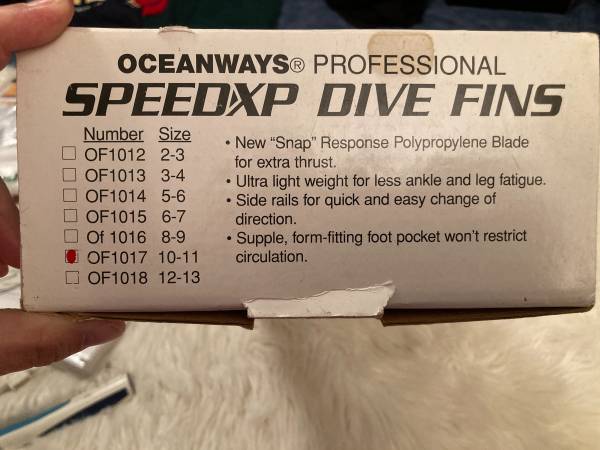 OCEANWAYS® PROFESSIONAL
SPEEDXP DIVE FINS
Number Size
OF1012 2-3
OF1013 3-4
OF1014 5-6
OF1015 6-7
Of 1016 8-9
OF1017 10-11
OF1018 12-13
• New “Snap” Response Polypropylene Blade
for extra thrust.
• Ultra light weight for less ankle and leg fatigue.
• Side rails for quick and easy change of
direction.
• Supple, form-fitting foot pocket won’t restrict
circulation.